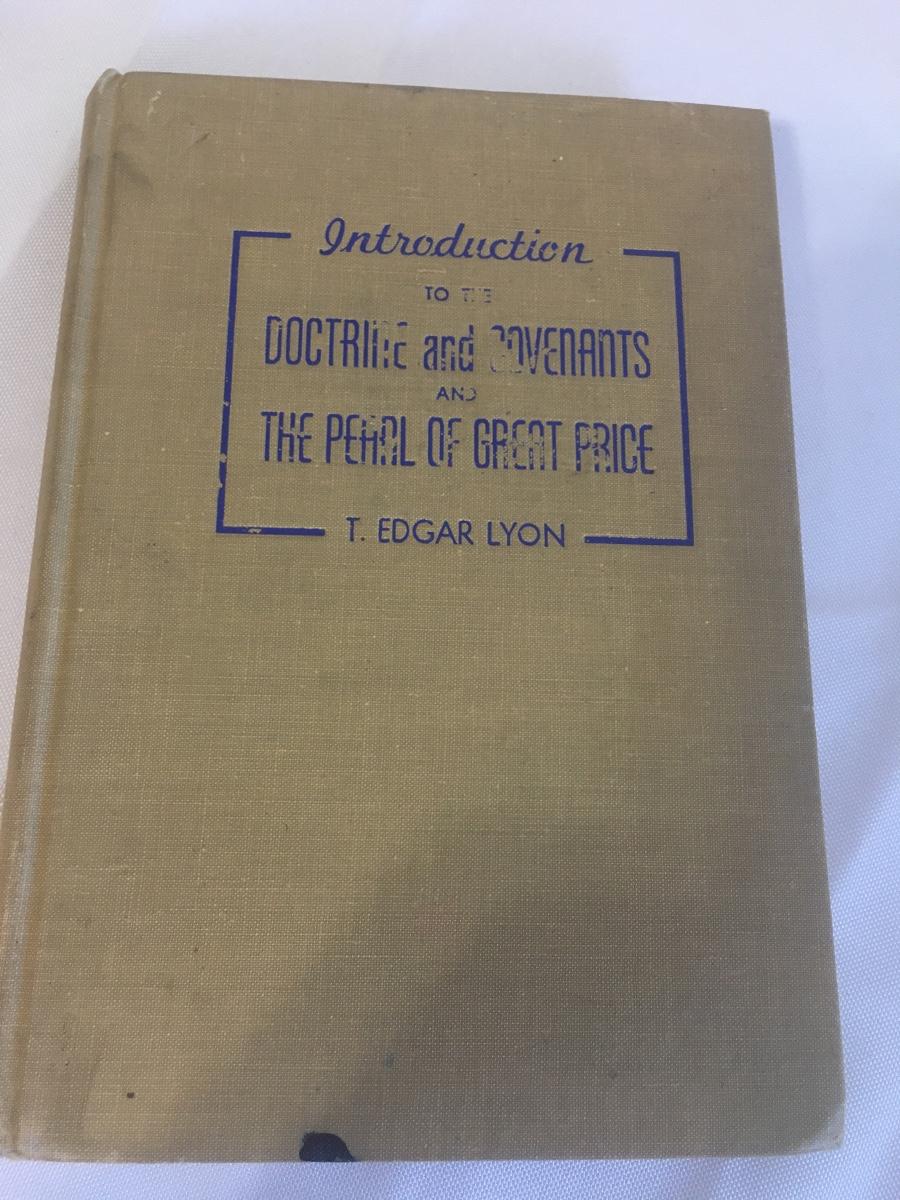 Introduction
TO THE
DOCTRINE and COVENANTS
AND
THE PEARL OF GREAT PRICE
T. EDGAR LYON